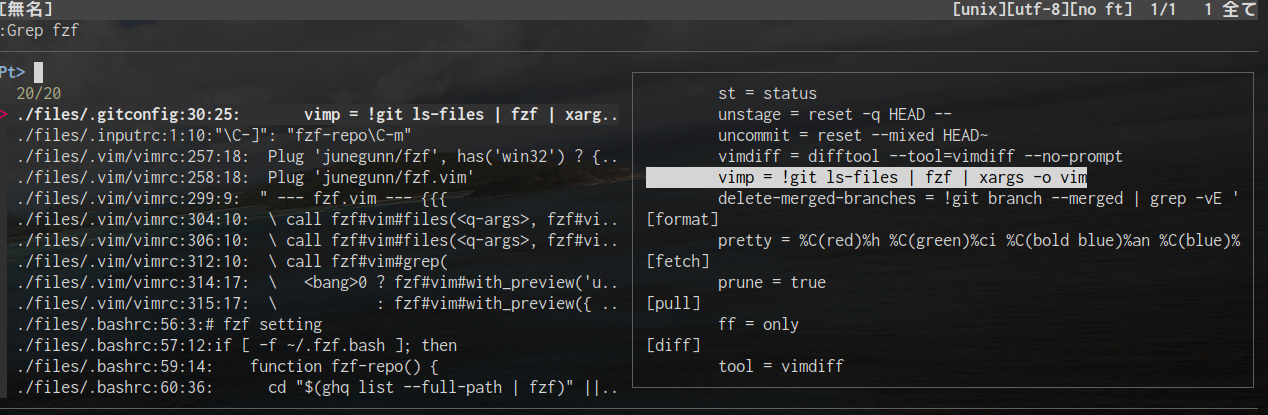 [無名] [unix][utf-8][no ft] 1/1 1 全て
:Grep fzf
Pt>
20/20
> ./files/.gitconfig:30:25: vimp = !git ls-files | fzf | xarg..
./files/.inputrc:1:10:"\C-]": "fzf-repo\C-m"
./files/.vim/vimrc:257:18: Plug 'junegunn/fzf', has('win32') ? {..
./files/.vim/vimrc:258:18: Plug 'junegunn/fzf.vim'
./files/.vim/vimrc:299:9: " --- fzf.vim --- {{{
./files/.vim/vimrc:304:10: \ call fzf#vim#files(<q-args>, fzf#vi..
./files/.vim/vimrc:306:10: \ call fzf#vim#files(<q-args>, fzf#vi..
./files/.vim/vimrc:312:10: \ call fzf#vim#grep(
./files/.vim/vimrc:314:17: \ <bang>0 ? fzf#vim#with_preview('u..
./files/.vim/vimrc:315:17: \ : fzf#vim#with_preview({ ..
./files/.bashrc:56:3:# fzf setting
./files/.bashrc:57:12:if [ -f ~/.fzf.bash ]; then
./files/.bashrc:59:14: function fzf-repo() {
./files/.bashrc:60:36: cd "$(ghq list --full-path | fzf)" ||..
st = status
unstage = reset -q HEAD --
uncommit = reset --mixed HEAD~
vimdiff = difftool --tool=vimdiff --no-prompt
vimp = !git ls-files | fzf | xargs -o vim
delete-merged-branches = !git branch --merged | grep -vE '
[format]
pretty = %C(red)%h %C(green)%ci %C(bold blue)%an %C(blue)%
[fetch]
prune = true
[pull]
ff = only
[diff]
tool = vimdiff